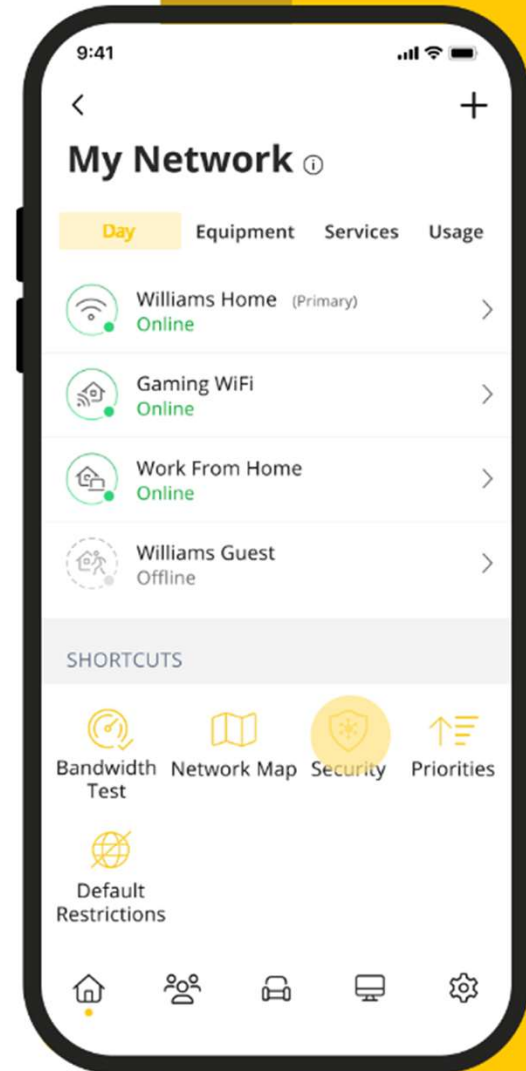 9:41
My Network
Day Equipment Services Usage
Williams Home (Primary)
Online
Gaming WiFi
Online
Work From Home
Online
Williams Guest
Offline
SHORTCUTS
Bandwidth Test
Network Map
Security
Priorities
Default
Restrictions